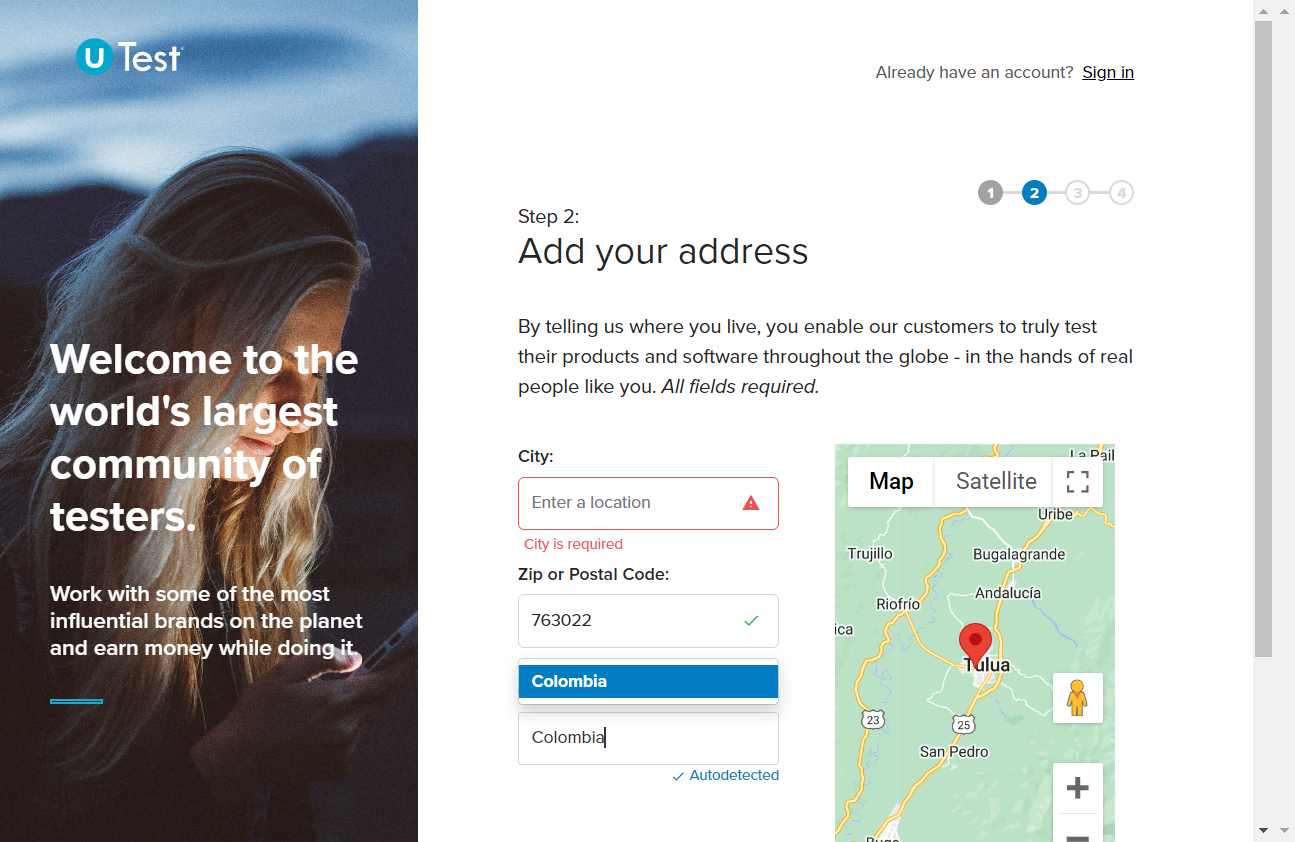 U Test
Already have an account? Sign in
1 2 3 4
Step 2:
Add your address
Welcome to the
world's largest
community of
testers.
Work with some of the most
influential brands on the planet
and earn money while doing it.
By telling us where you live, you enable our customers to truly test
their products and software throughout the globe - in the hands of real
people like you. All fields required.
City:
Enter a location
City is required
Zip or Postal Code:
763022
Colombia
Colombia
Autodetected
La Pail
Map Satellite
Uribe
Trujillo
Bugalagrande
Andalucía
Riofrío
ica
Tulua
23
25
San Pedro